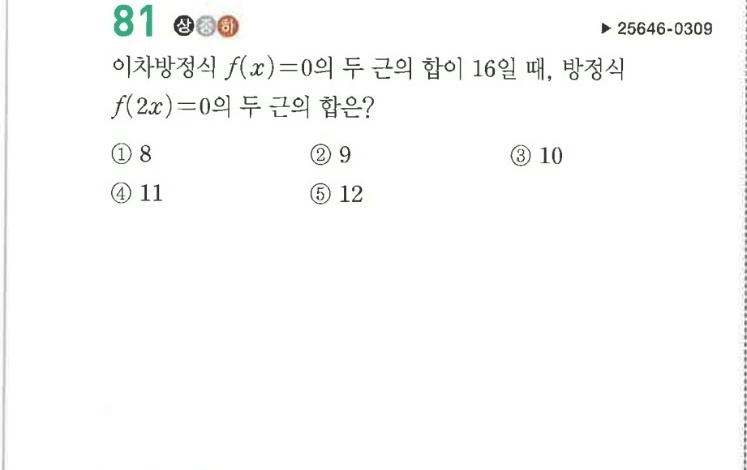 81 상 중 하 ▶ 25646-0309
이차방정식 f(x)=0의 두 근의 합이 16일 때, 방정식
f(2x)=0의 두 근의 합은?
① 8 ② 9 ③ 10
④ 11 ⑤ 12